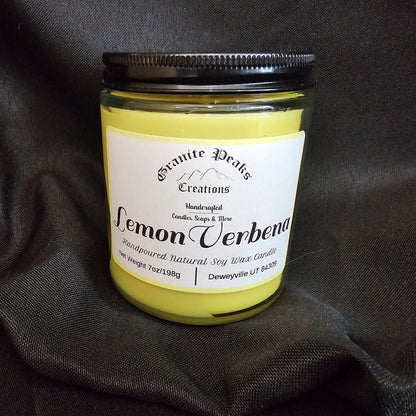 Granite Peaks
Creations
Handcrafted
Candles, Soaps & More
Lemon Verbena
Handpoured Natural Soy Wax Candle
Net Weight 7oz/198g
Deweyville UT 84309